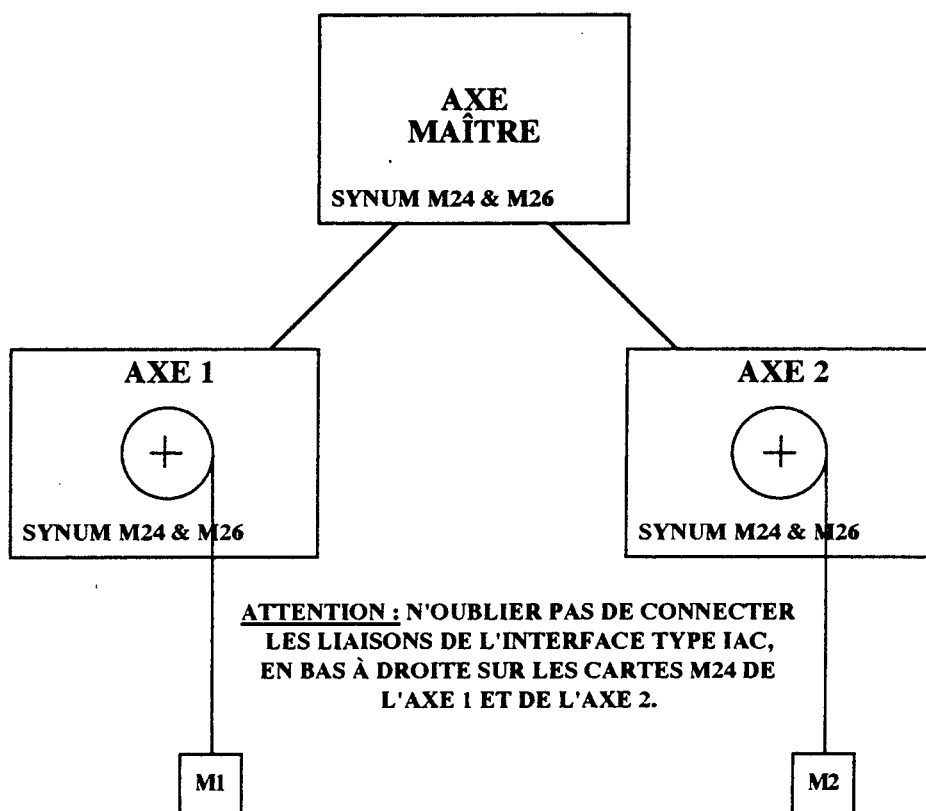 AXE
MAÎTRE
SYNUM M24 & M26
AXE 1
SYNUM M24 & M26
AXE 2
SYNUM M24 & M26
ATTENTION : N'OUBLIER PAS DE CONNECTER
LES LIAISONS DE L'INTERFACE TYPE IAC,
EN BAS À DROITE SUR LES CARTES M24 DE
L'AXE 1 ET DE L'AXE 2.
M1
M2